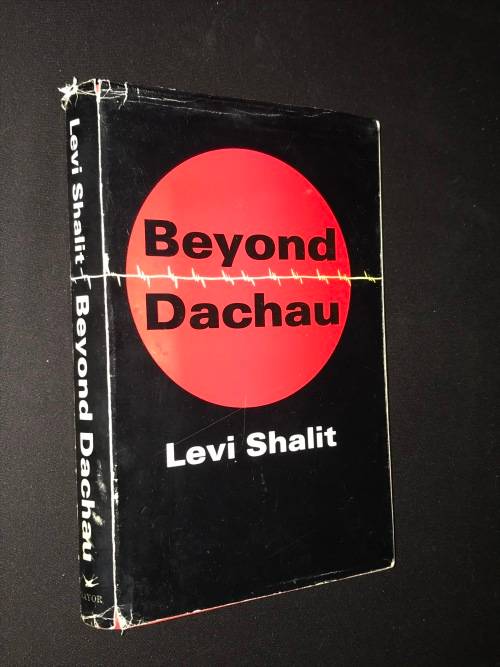 Beyond
Dachau
Levi Shalit
Levi Shalit Beyond Dachau